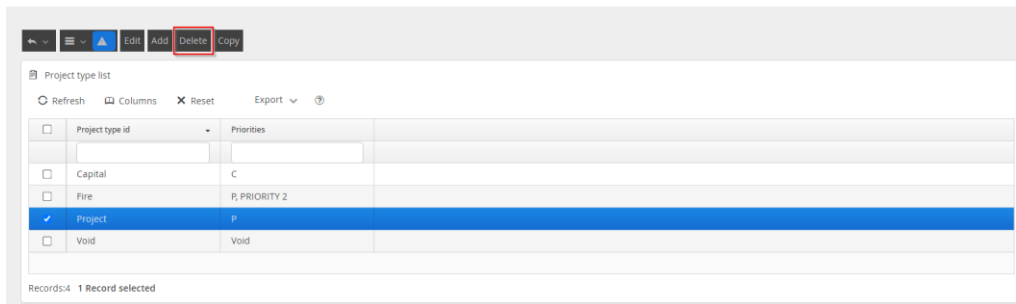 Edit Add Delete Copy
Project type list
Refresh Columns Reset Export
Project type id Priorities
Capital C
Fire P, PRIORITY 2
Project P
Void Void
Records:4 1 Record selected